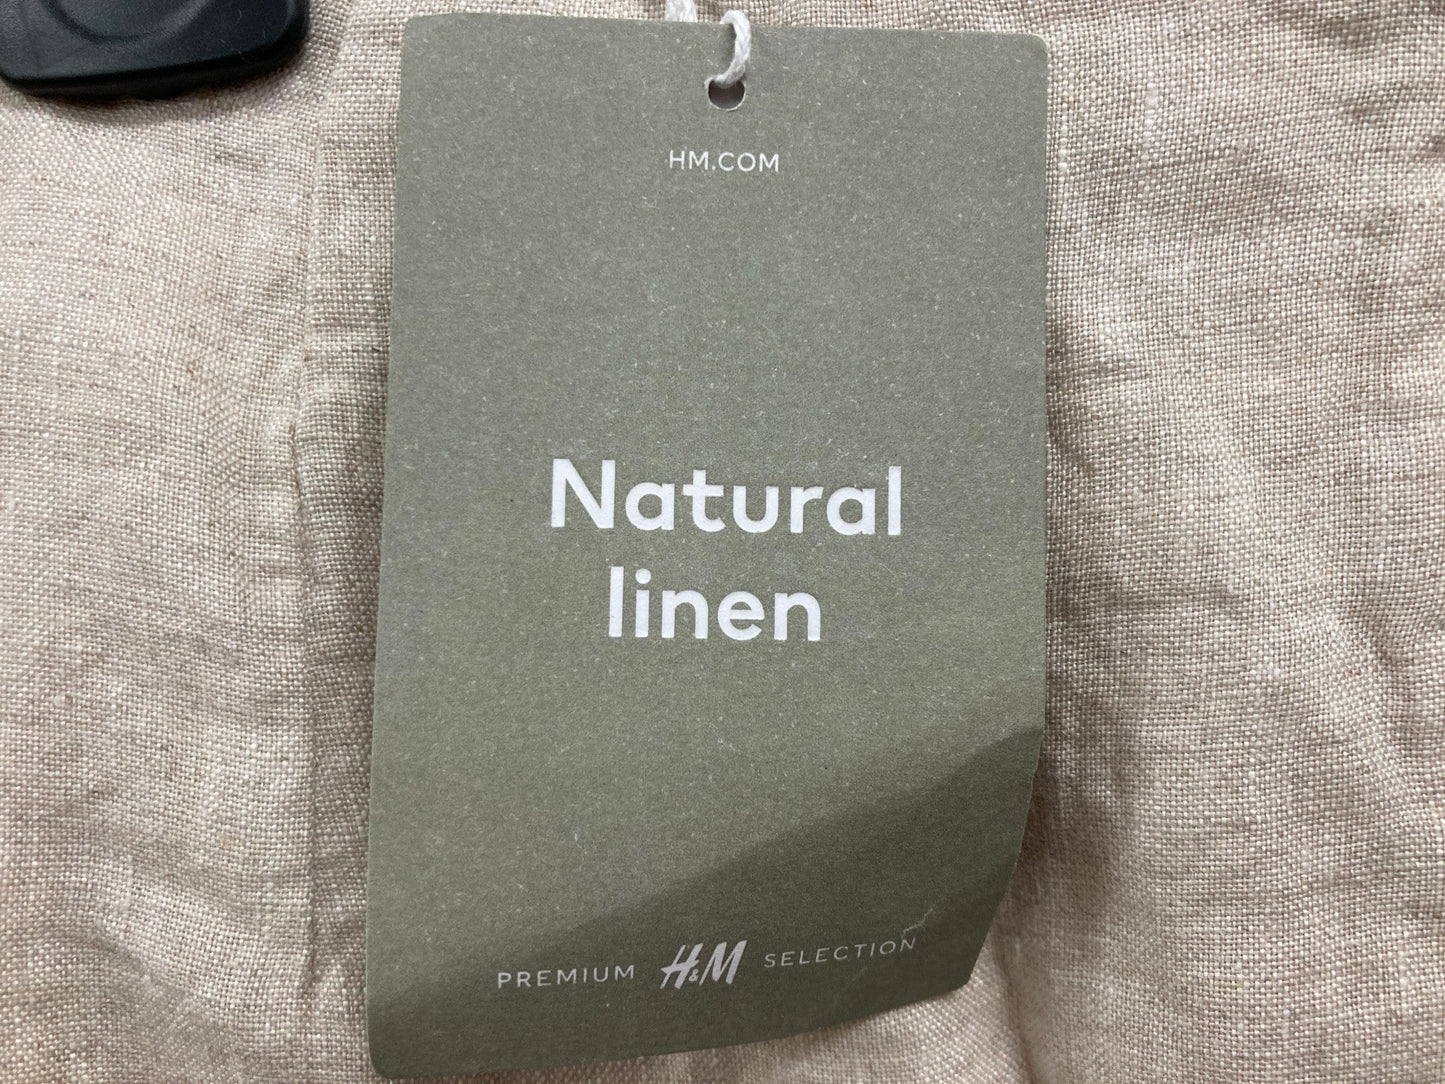 HM.COM
Natural
linen
PREMIUM H&M SELECTION